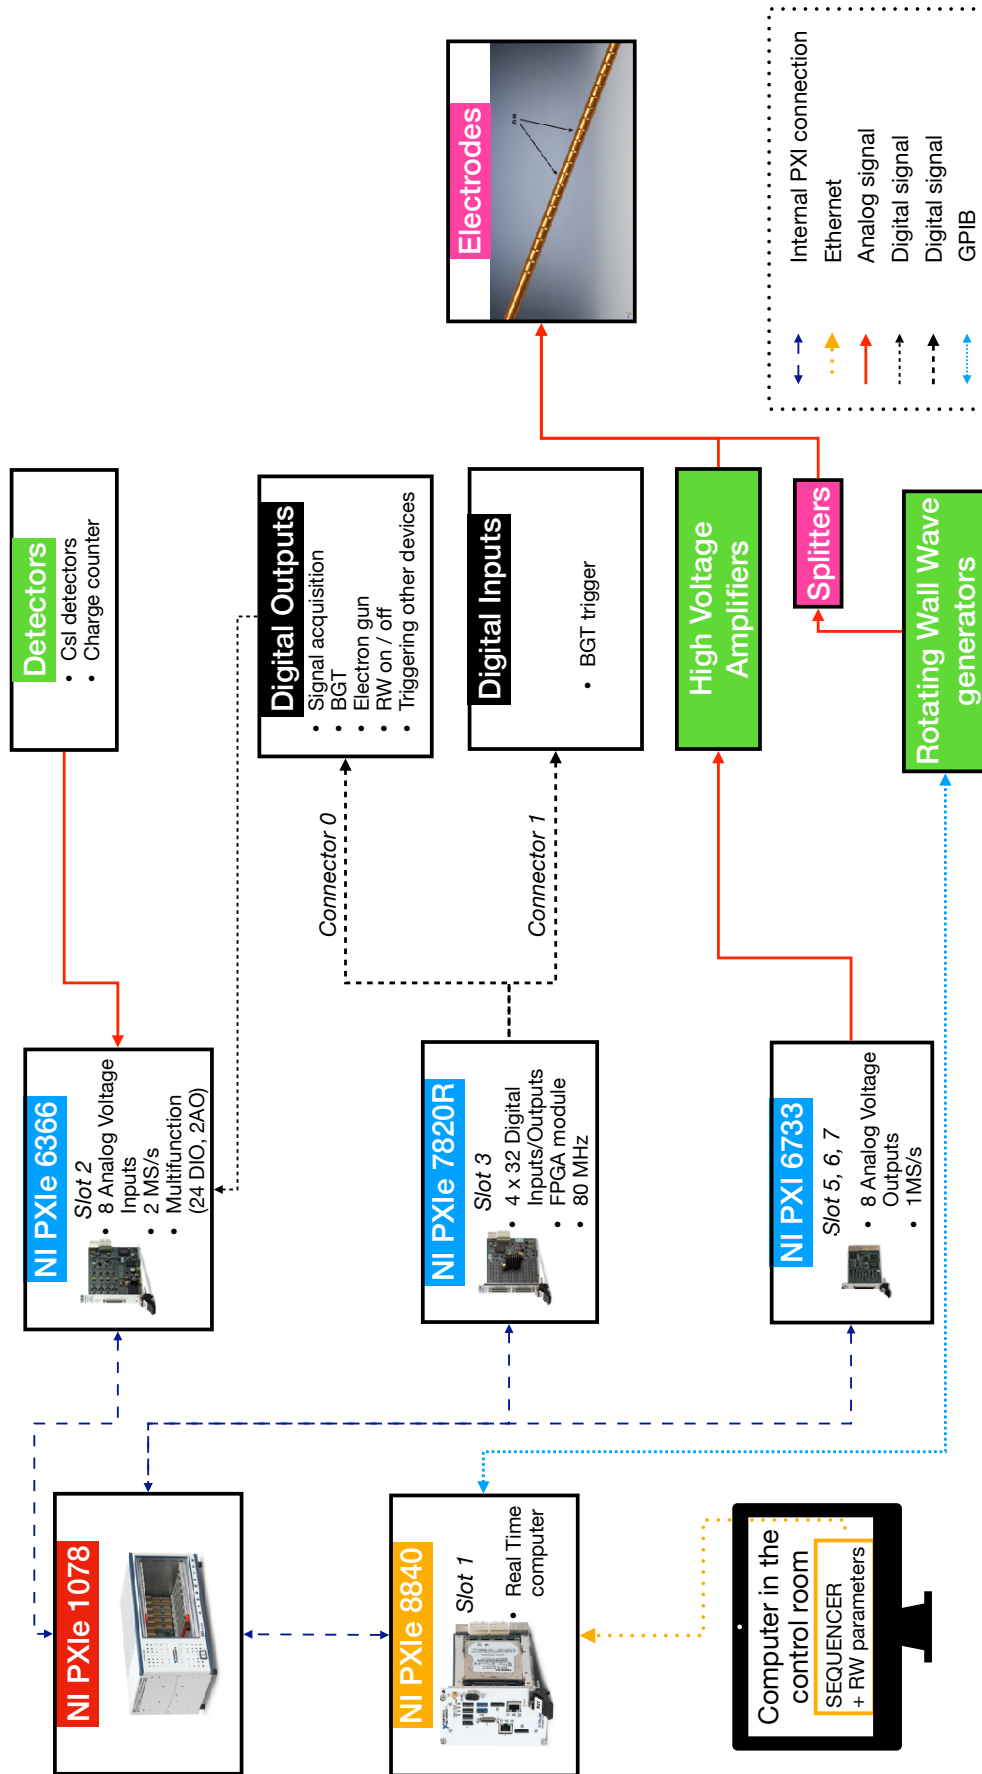 NI PXIe 1078
NI PXIe 8840
Slot 1
• Real Time
computer
Computer in the
control room
SEQUENCER
+ RW parameters
NI PXIe 6366
Slot 2
• 8 Analog Voltage
Inputs
• 2 MS/s
• Multifunction
(24 DIO, 2AO)
NI PXIe 7820R
Slot 3
• 4 x 32 Digital
Inputs/Outputs
• FPGA module
• 80 MHz
NI PXI 6733
Slot 5, 6, 7
• 8 Analog Voltage
Outputs
• 1MS/s
Connector 0
Connector 1
Detectors
• CsI detectors
• Charge counter
Digital Outputs
• Signal acquisition
• BGT
• Electron gun
• RW on / off
• Triggering other devices
Digital Inputs
• BGT trigger
High Voltage
Amplifiers
Splitters
Rotating Wall Wave
generators
Electrodes
Internal PXI connection
Ethernet
Analog signal
Digital signal
Digital signal
GPIB